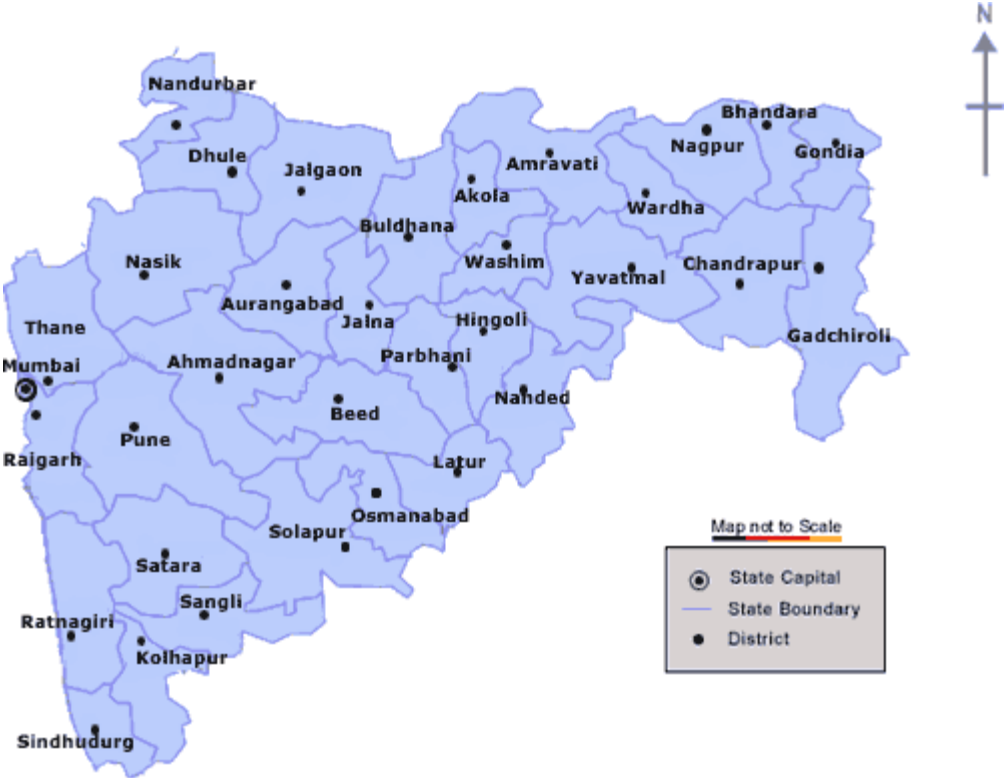 N
Nandurbar
Bhandara
Dhule
Jalgaon
Amravati
Nagpur
Gondia
Akola
Wardha
Buldhana
Nasik
Washim
Yavatmal
Chandrapur
Aurangabad
Jalna
Hingoli
Thane
Gadchiroli
Mumbai
Ahmadnagar
Parbhani
Nanded
Beed
Pune
Raigarh
Latur
Osmanabad
Solapur
Map not to Scale
Satara
State Capital
Sangli
State Boundary
Ratnagiri
District
Kolhapur
Sindhudurg